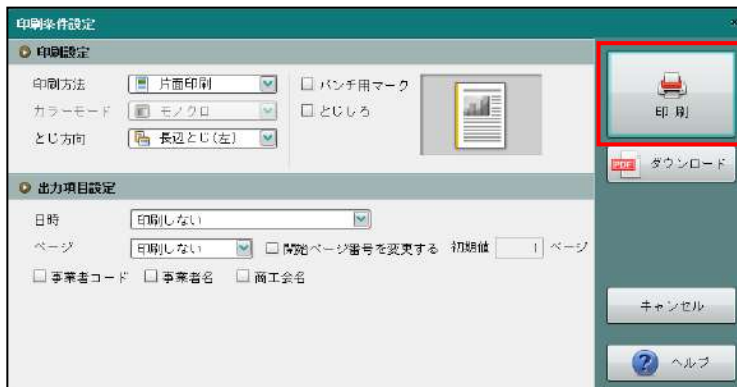 印刷条件設定
印刷設定
印刷方法 片面印刷 パンチ用マーク
カラーモード モノクロ とじしろ
とじ方向 長辺とじ(左)
出力項目設定
日時 印刷しない
ページ 印刷しない 開始ページ番号を変更する 初期値 1 ページ
事業者コード 事業者名 商工会名
印刷
PDF ダウンロード
キャンセル
? ヘルプ